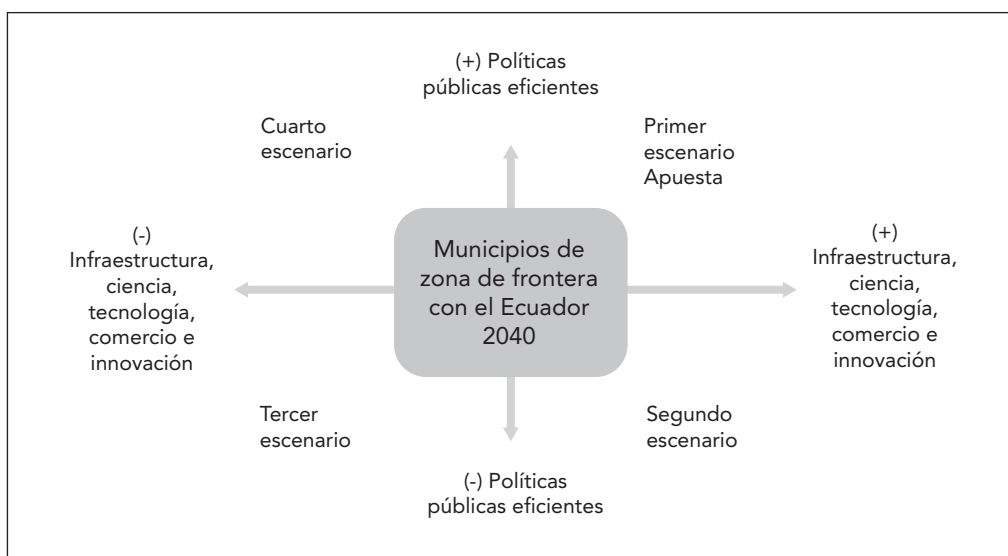 (+) Políticas
públicas eficientes
Cuarto
escenario
Primer
escenario
Apuesta
(-)
Infraestructura,
ciencia,
tecnología,
comercio e
innovación
Municipios de
zona de frontera
con el Ecuador
2040
(+)
Infraestructura,
ciencia,
tecnología,
comercio e
innovación
Tercer
escenario
Segundo
escenario
(-) Políticas
públicas eficientes